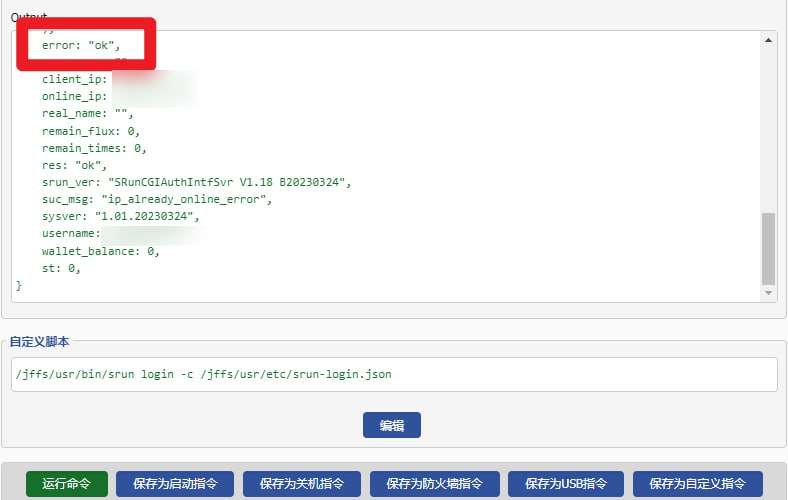 Output
},
error: "ok",
client_ip:
online_ip:
real_name: "",
remain_flux: 0,
remain_times: 0,
res: "ok",
srun_ver: "SRunCGIAuthIntfSvr V1.18 B20230324",
suc_msg: "ip_already_online_error",
sysver: "1.01.20230324",
username:
wallet_balance: 0,
st: 0,
}
自定义脚本
/jffs/usr/bin/srun login -c /jffs/usr/etc/srun-login.json
编辑
运行命令 保存为启动指令 保存为关机指令 保存为防火墙指令 保存为USB指令 保存为自定义指令